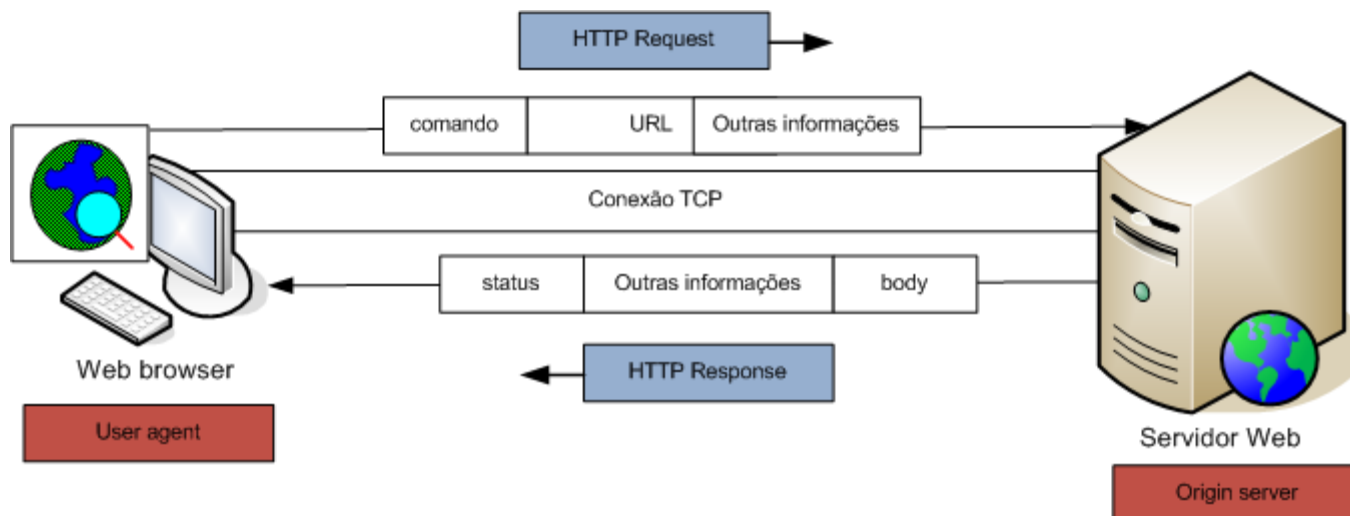 HTTP Request
comando URL Outras informações
Conexão TCP
status Outras informações body
HTTP Response
Web browser
User agent
Servidor Web
Origin server